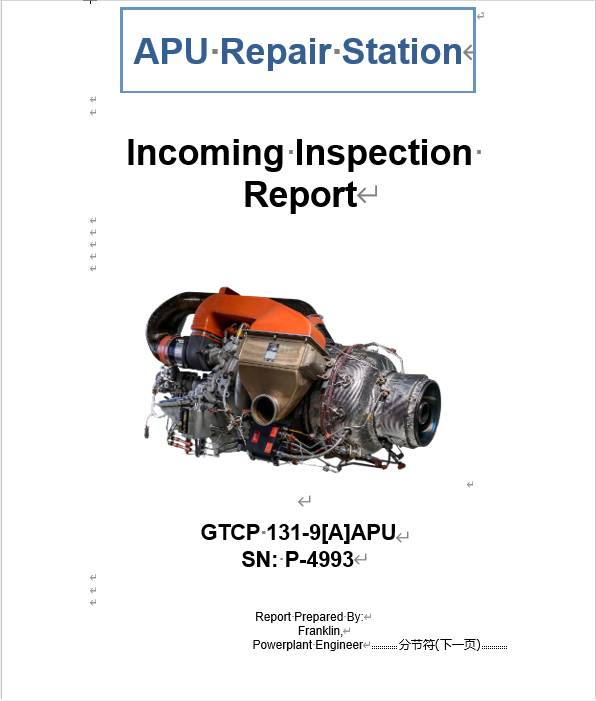 APU Repair Station
Incoming Inspection
Report
GTCP 131-9[A]APU
SN: P-4993
Report Prepared By:
Franklin,
Powerplant Engineer
分节符(下一页)